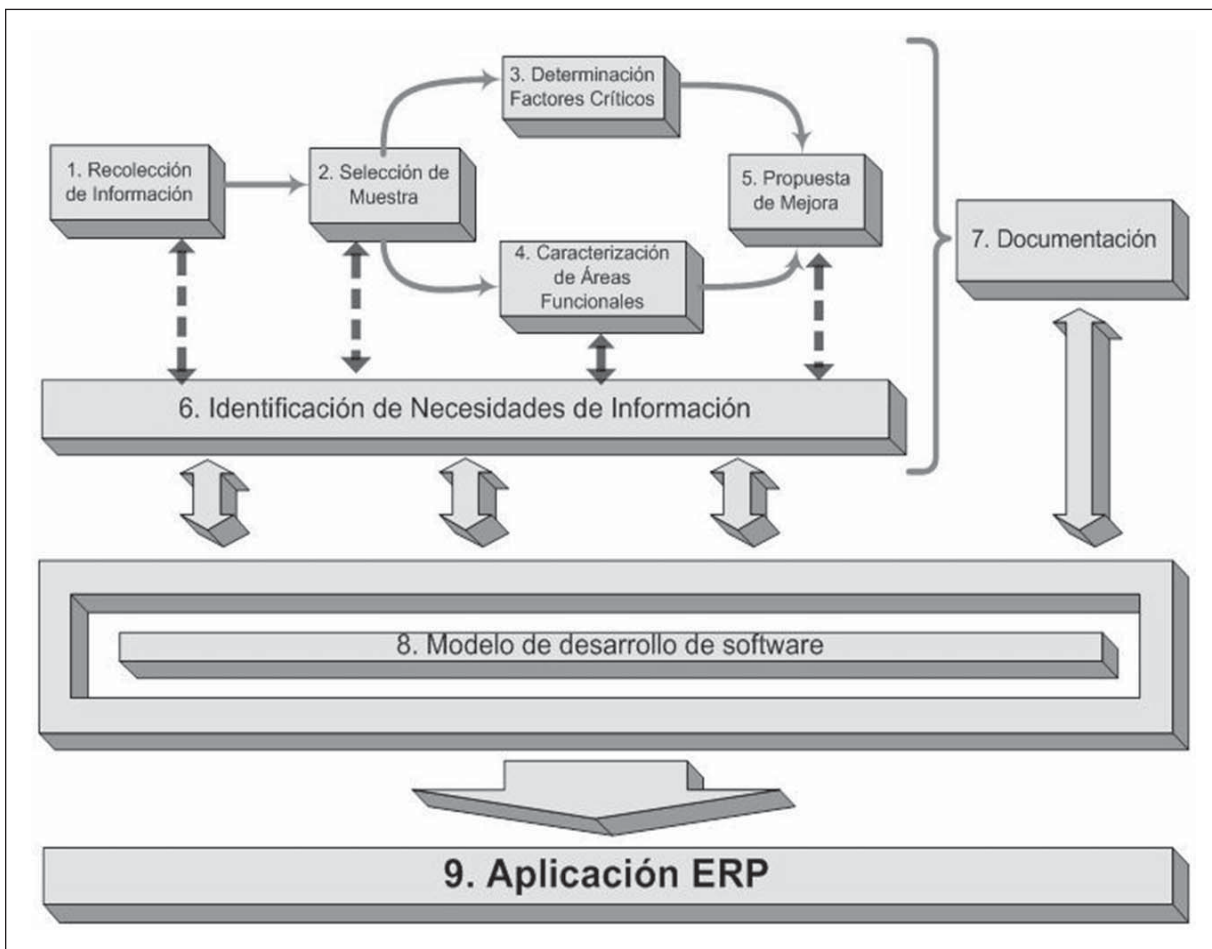 1. Recolección
de Información
2. Selección de
Muestra
3. Determinación
Factores Críticos
4. Caracterización
de Áreas
Funcionales
5. Propuesta
de Mejora
6. Identificación de Necesidades de Información
7. Documentación
8. Modelo de desarrollo de software
9. Aplicación ERP